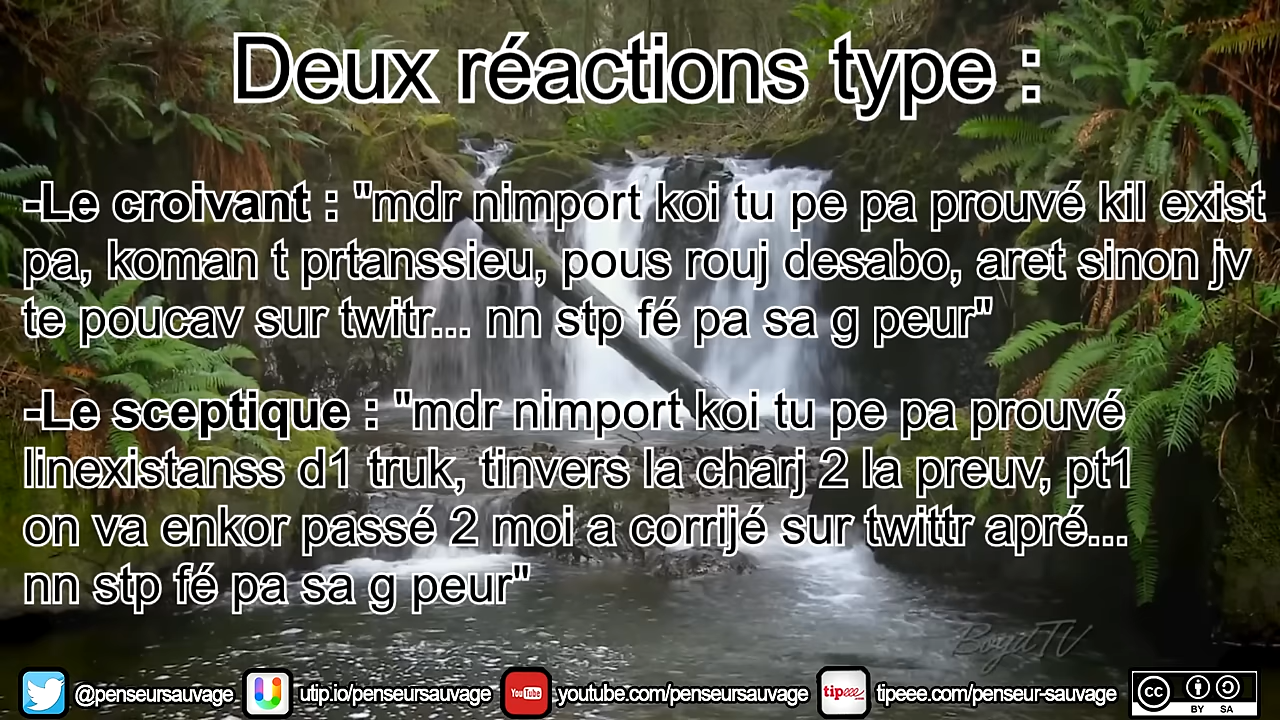 Deux réactions type :
-Le croivant : "mdr nimport koi tu pe pa prouvé kil exist
pa, koman t prtanssieu, pous rouj desabo, aret sinon jv
te poucav sur twitr... nn stp fé pa sa g peur"
-Le sceptique : "mdr nimport koi tu pe pa prouvé
linexistanss d1 truk, tinvers la charj 2 la preuv, pt1
on va enkor passé 2 moi a corrijé sur twittr apré...
nn stp fé pa sa g peur"
BoydTV
@penseursauvage utip.io/penseursauvage YouTube youtube.com/penseursauvage tipeee tipeee.com/penseur-sauvage cc
BY SA